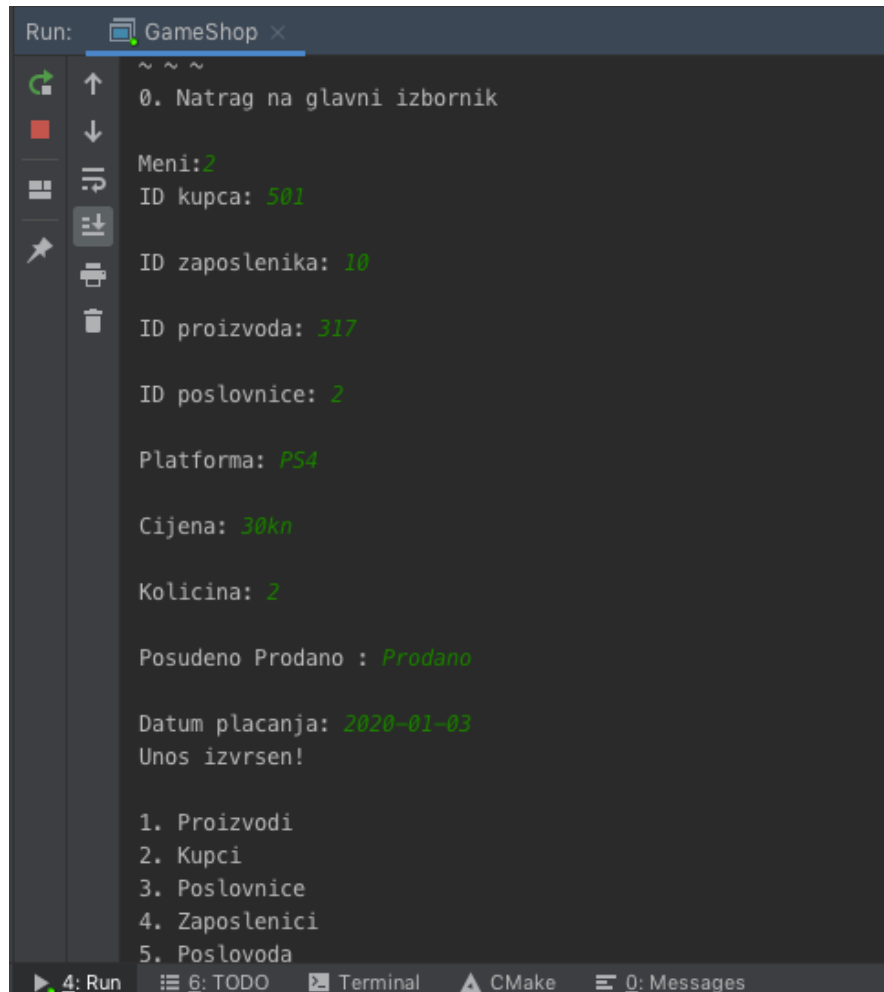 Run: GameShop
~ ~ ~
0. Natrag na glavni izbornik
Meni:2
ID kupca: 501
ID zaposlenika: 10
ID proizvoda: 317
ID poslovnice: 2
Platforma: PS4
Cijena: 30kn
Kolicina: 2
Posudeno Prodano : Prodano
Datum placanja: 2020-01-03
Unos izvrsen!
1. Proizvodi
2. Kupci
3. Poslovnice
4. Zaposlenici
5. Poslovoda
4: Run 6: TODO Terminal CMake 0: Messages